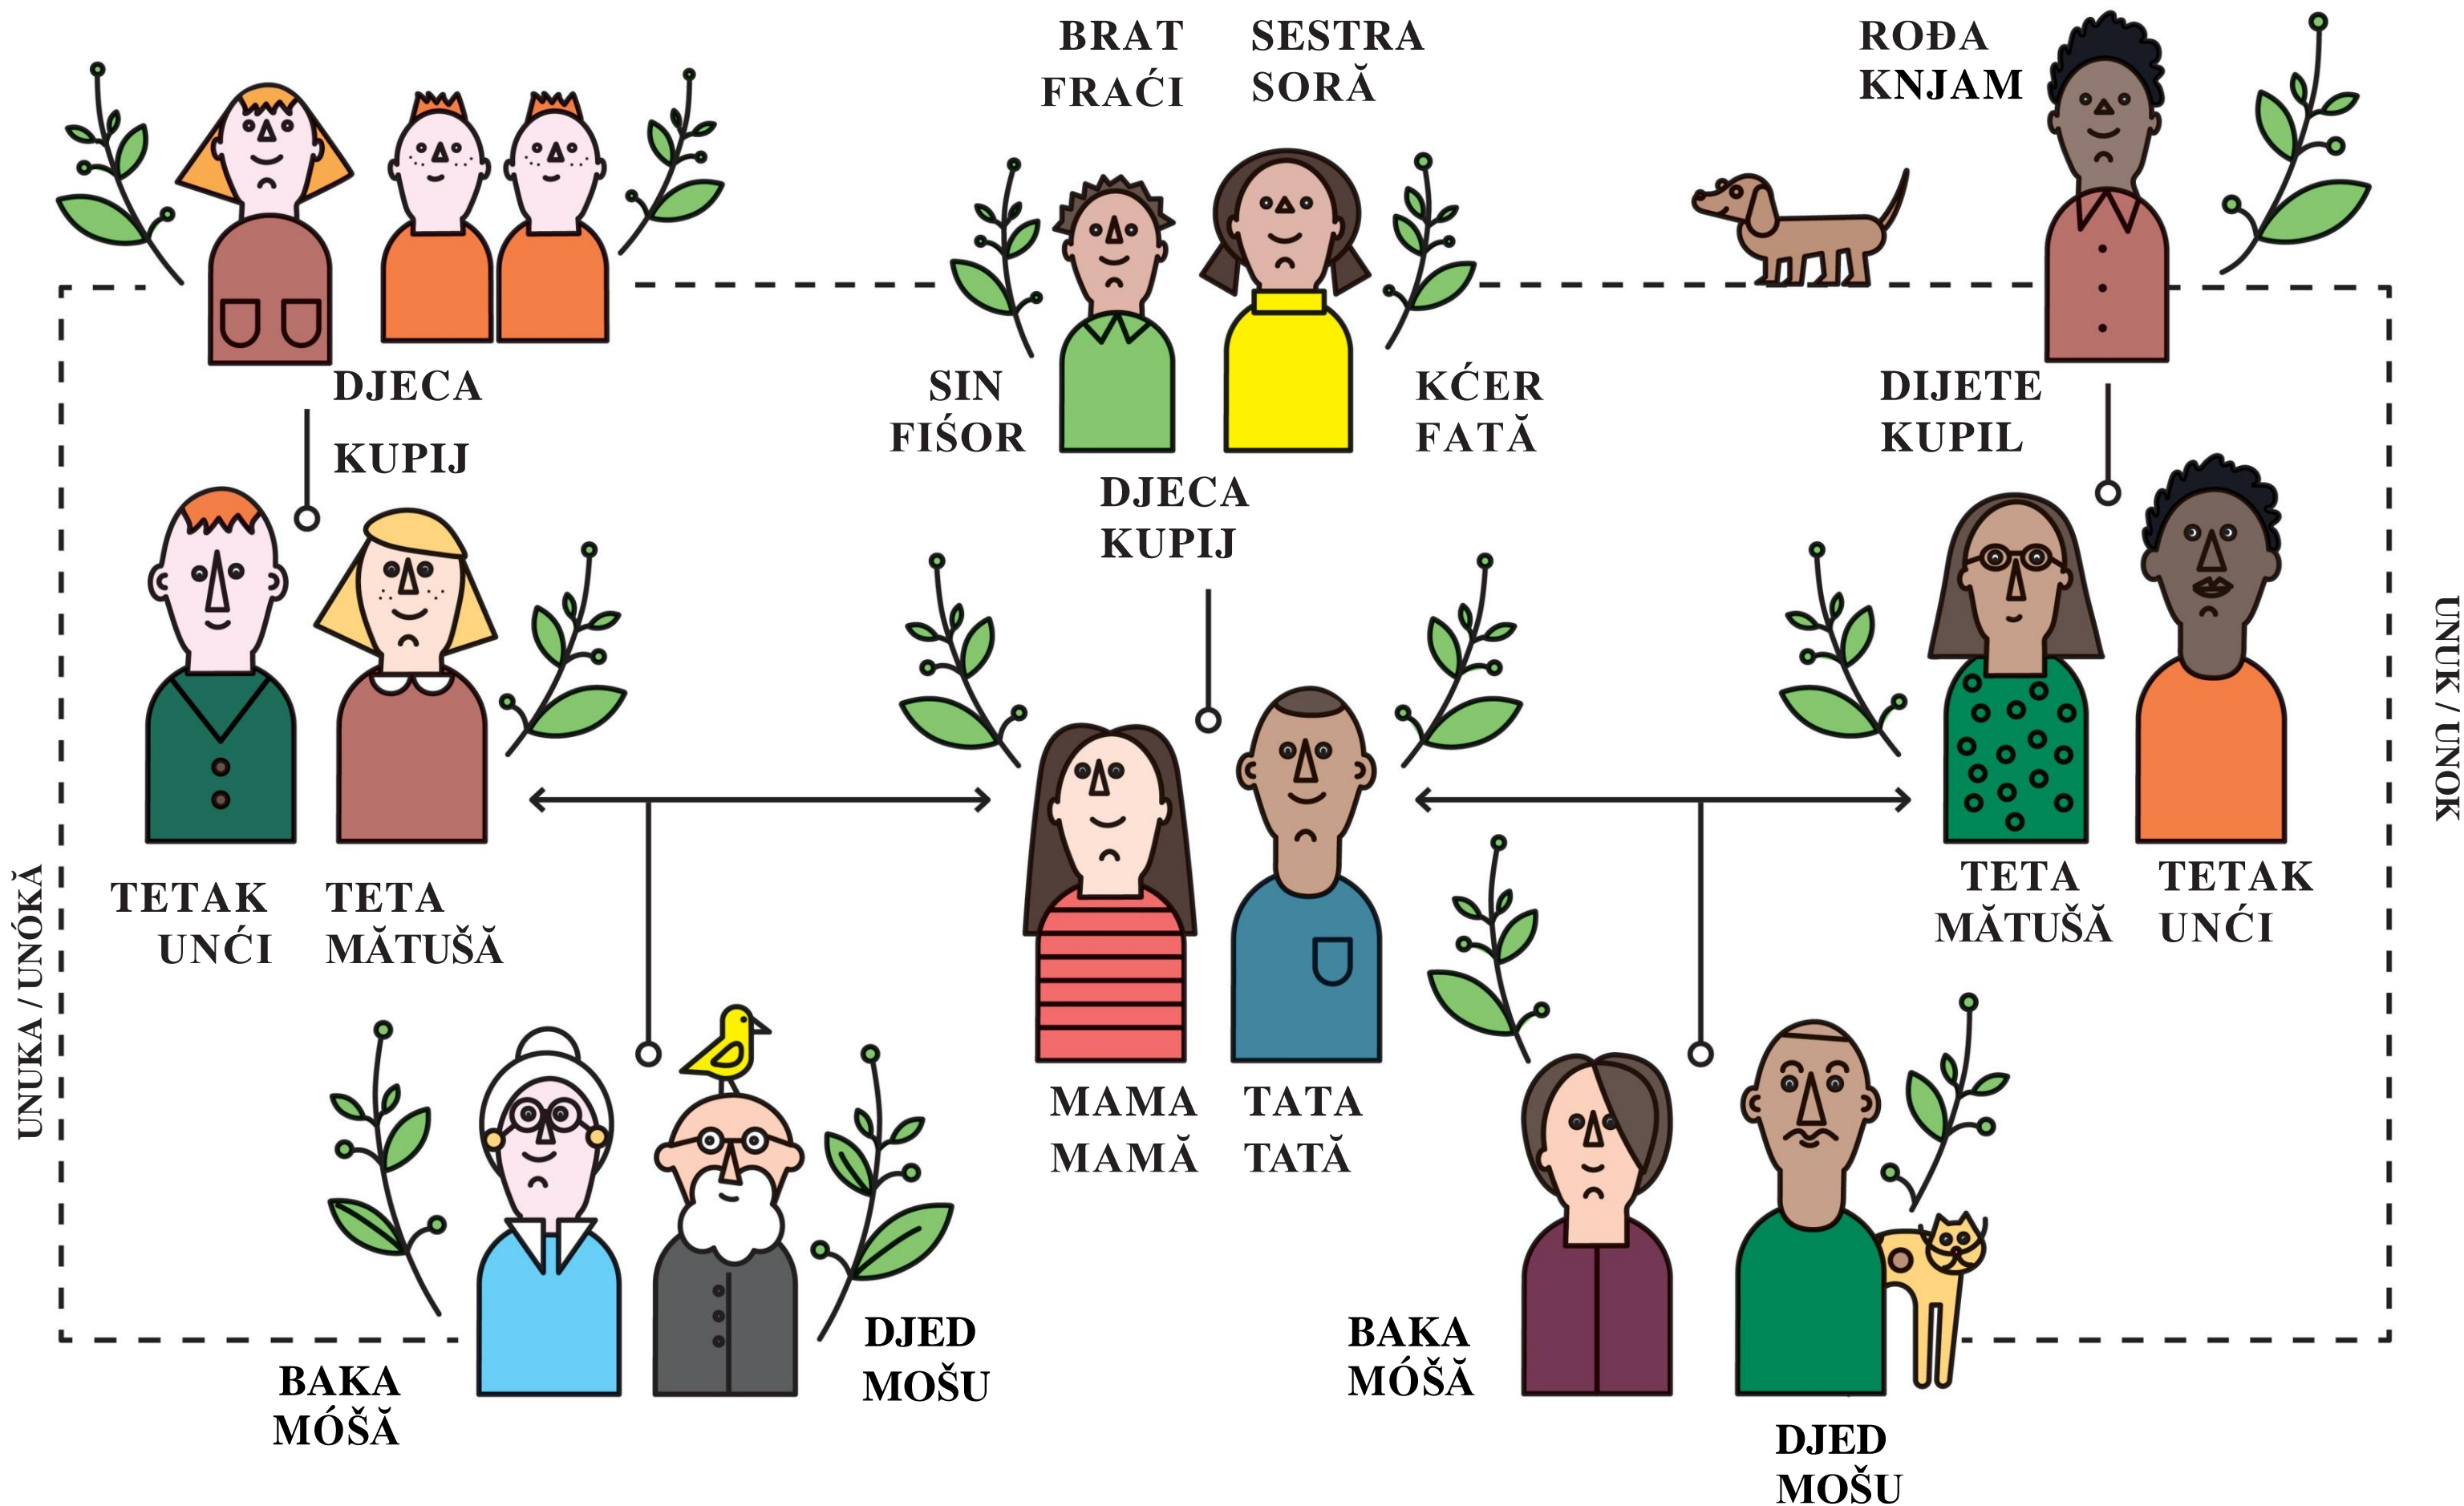 BRAT
FRAĆI
SESTRA
SORĂ
ROĐA
KNJAM
DJECA
KUPIJ
SIN
FIŚOR
KĆER
FATĂ
DJECA
KUPIJ
DIJETE
KUPIL
TETAK
UNĆI
TETA
MĂTUŠĂ
MAMA
MAMĂ
TATA
TATĂ
TETA
MĂTUŠĂ
TETAK
UNĆI
UNUKA / UNÓKĂ
UNUK / UNOK
BAKA
MÓŠĂ
DJED
MOŠU
BAKA
MÓŠĂ
DJED
MOŠU